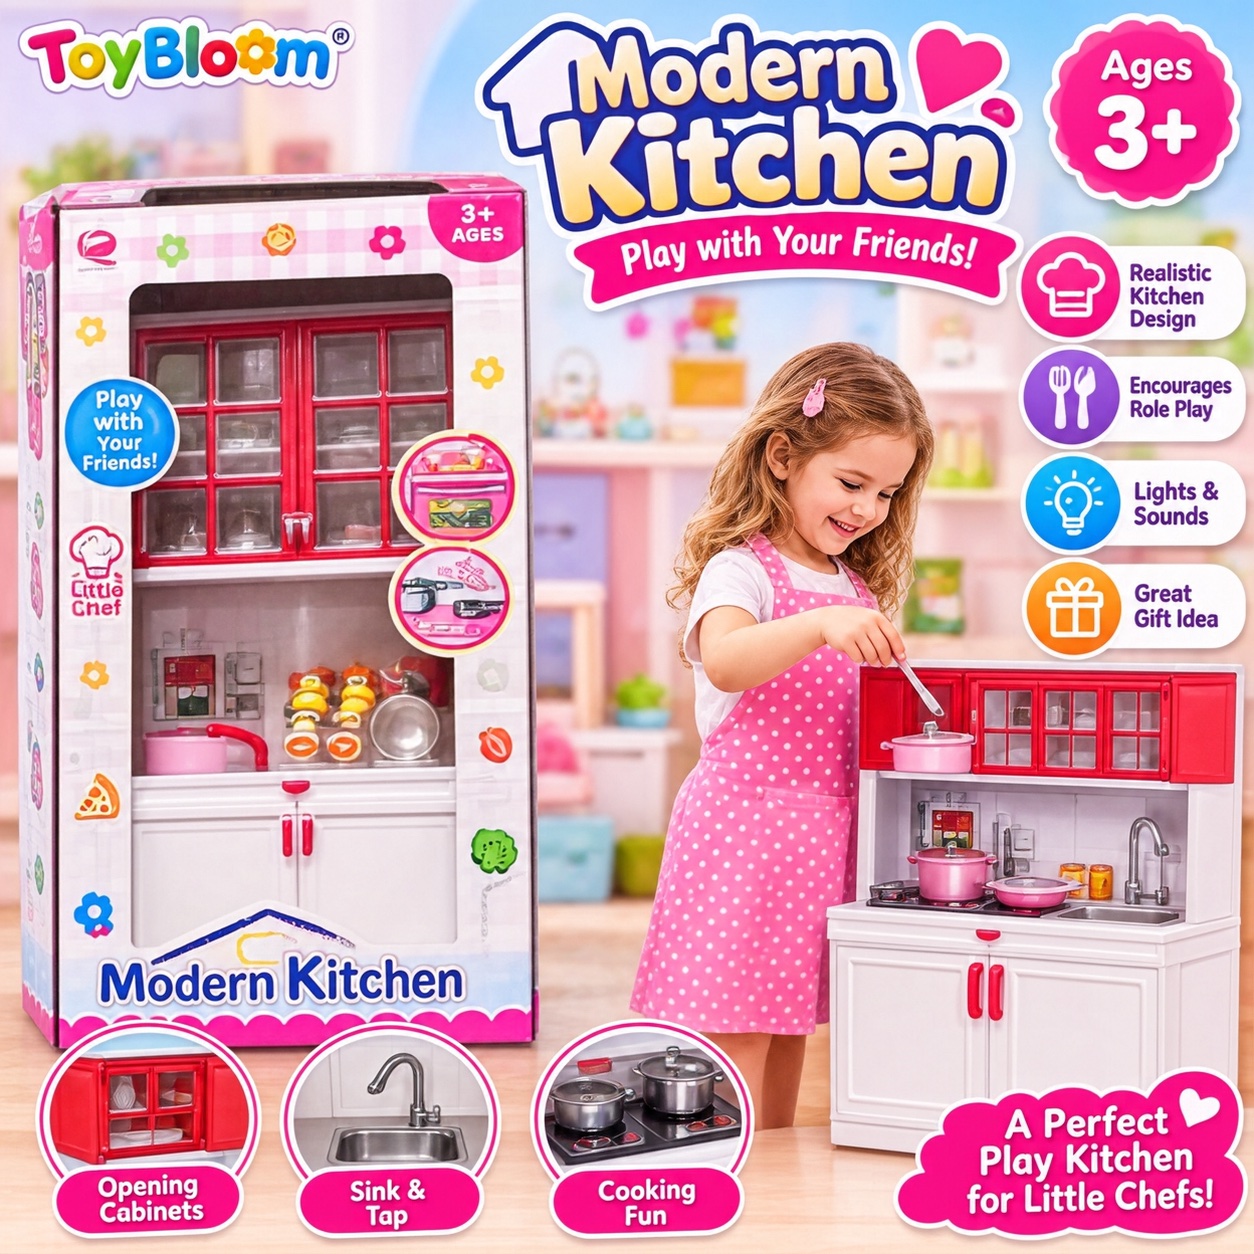 ToyBloom®
Modern
Kitchen
Play with Your Friends!
Ages
3+
3+
AGES
Play
with
Your
Friends!
Little
Chef
Modern Kitchen
Realistic
Kitchen
Design
Encourages
Role Play
Lights &
Sounds
Great
Gift Idea
Opening
Cabinets
Sink &
Tap
Cooking
Fun
A Perfect
Play Kitchen
for Little Chefs!